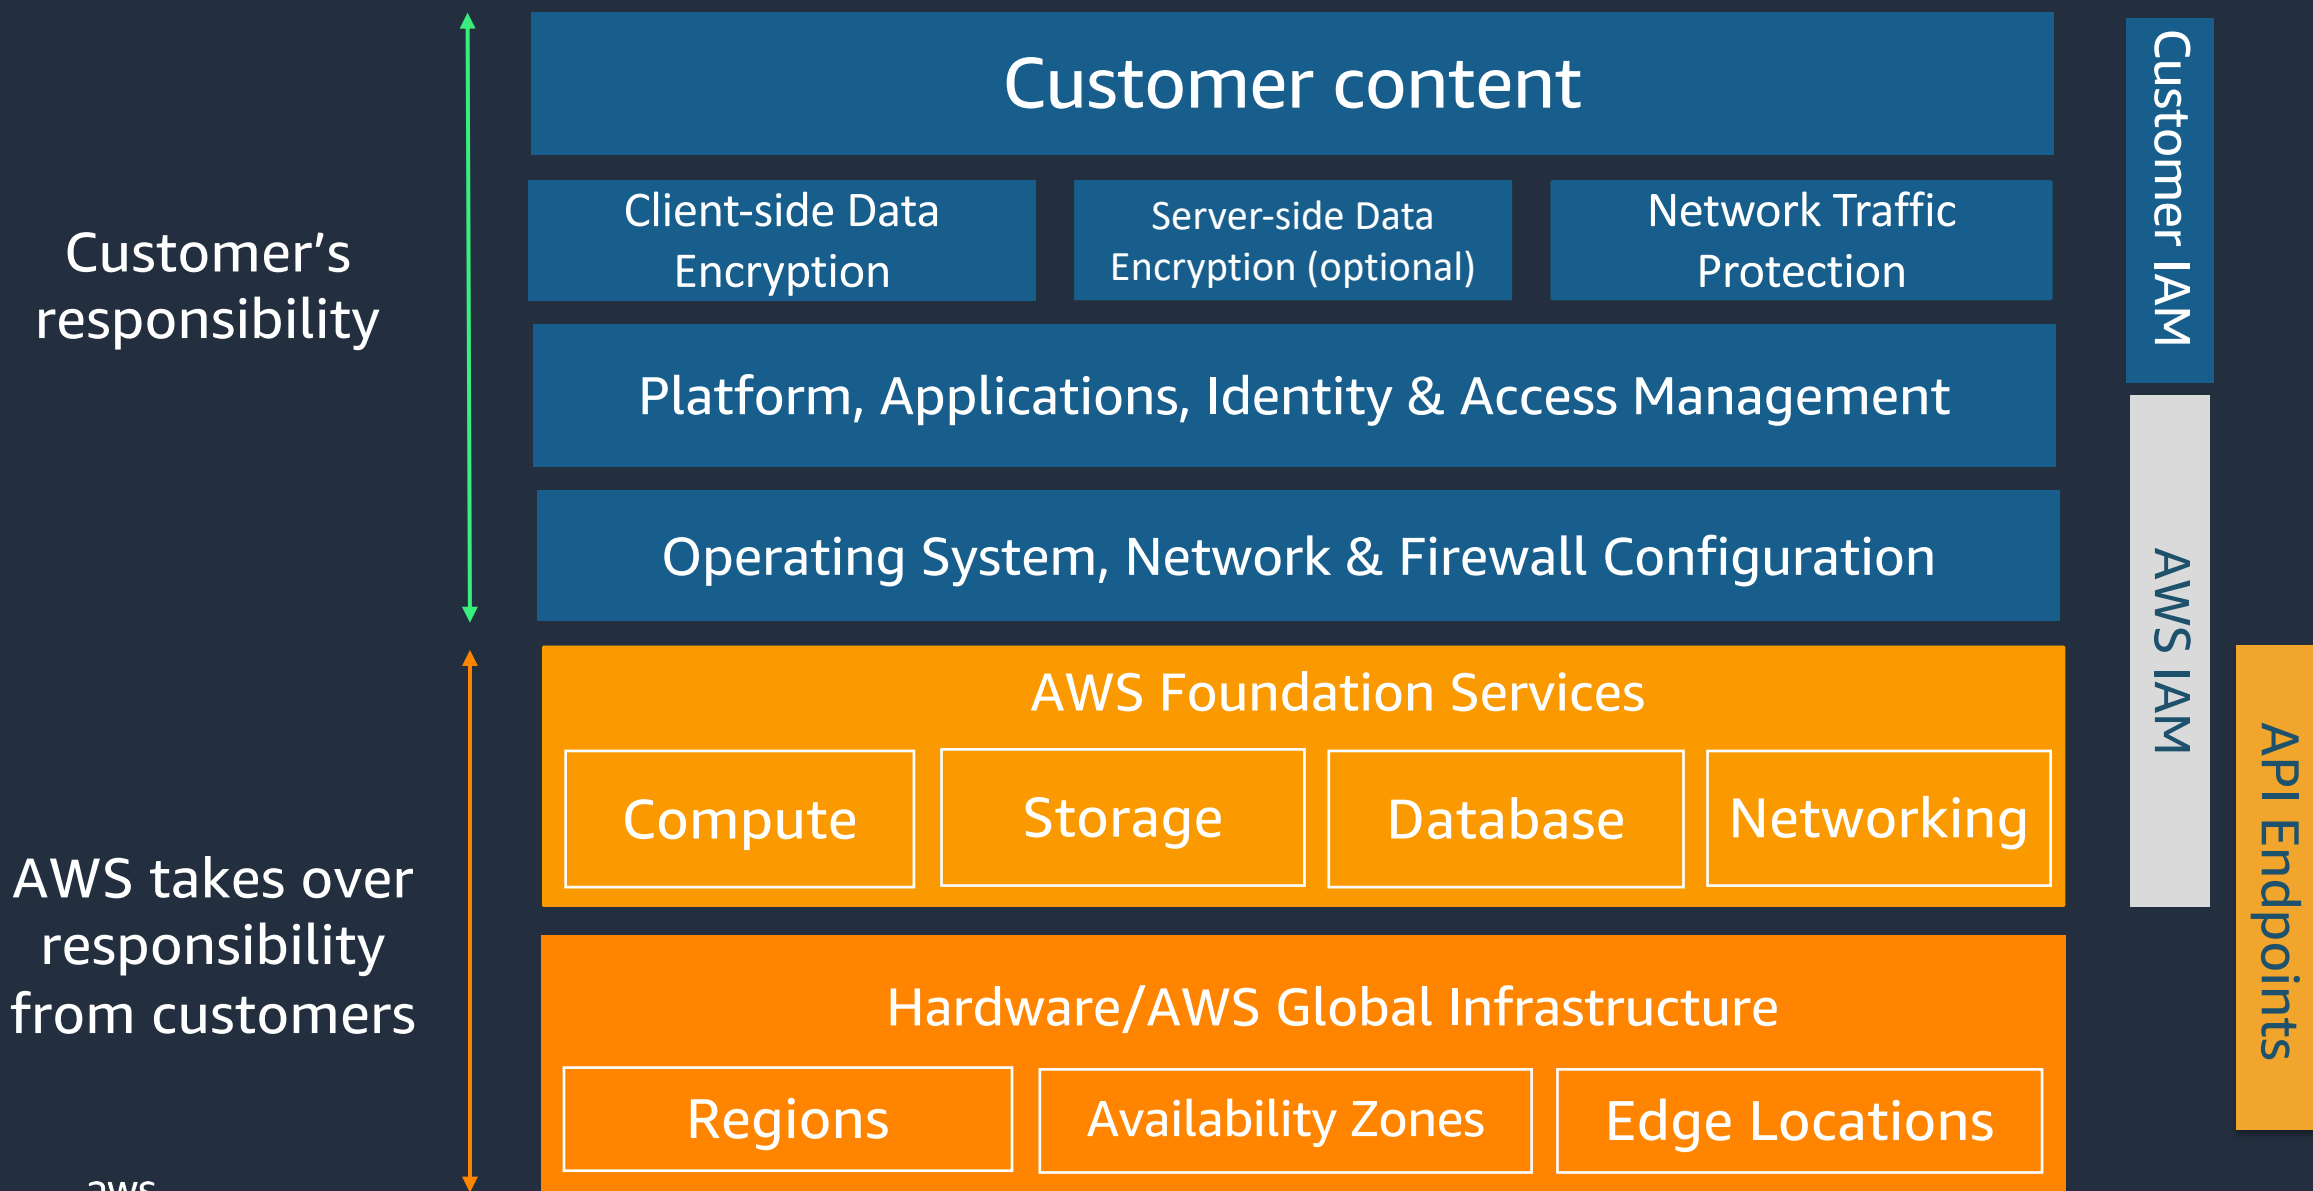 Customer content
Client-side Data
Encryption
Server-side Data
Encryption (optional)
Network Traffic
Protection
Platform, Applications, Identity & Access Management
Operating System, Network & Firewall Configuration
Customer's
responsibility
AWS Foundation Services
Compute
Storage
Database
Networking
Hardware/AWS Global Infrastructure
Regions
Availability Zones
Edge Locations
AWS takes over
responsibility
from customers
Customer IAM
AWS IAM
API Endpoints
aws